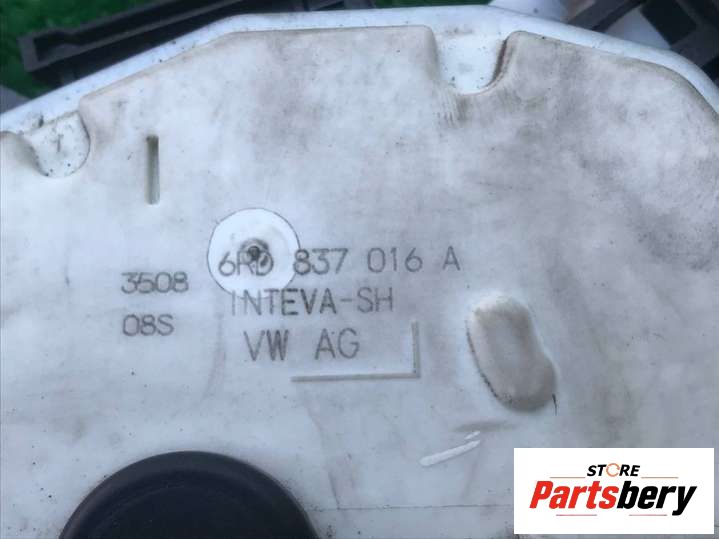 6RD 837 016 A
3508
INTEVA-SH
08S
VW AG
STORE
Partsbery